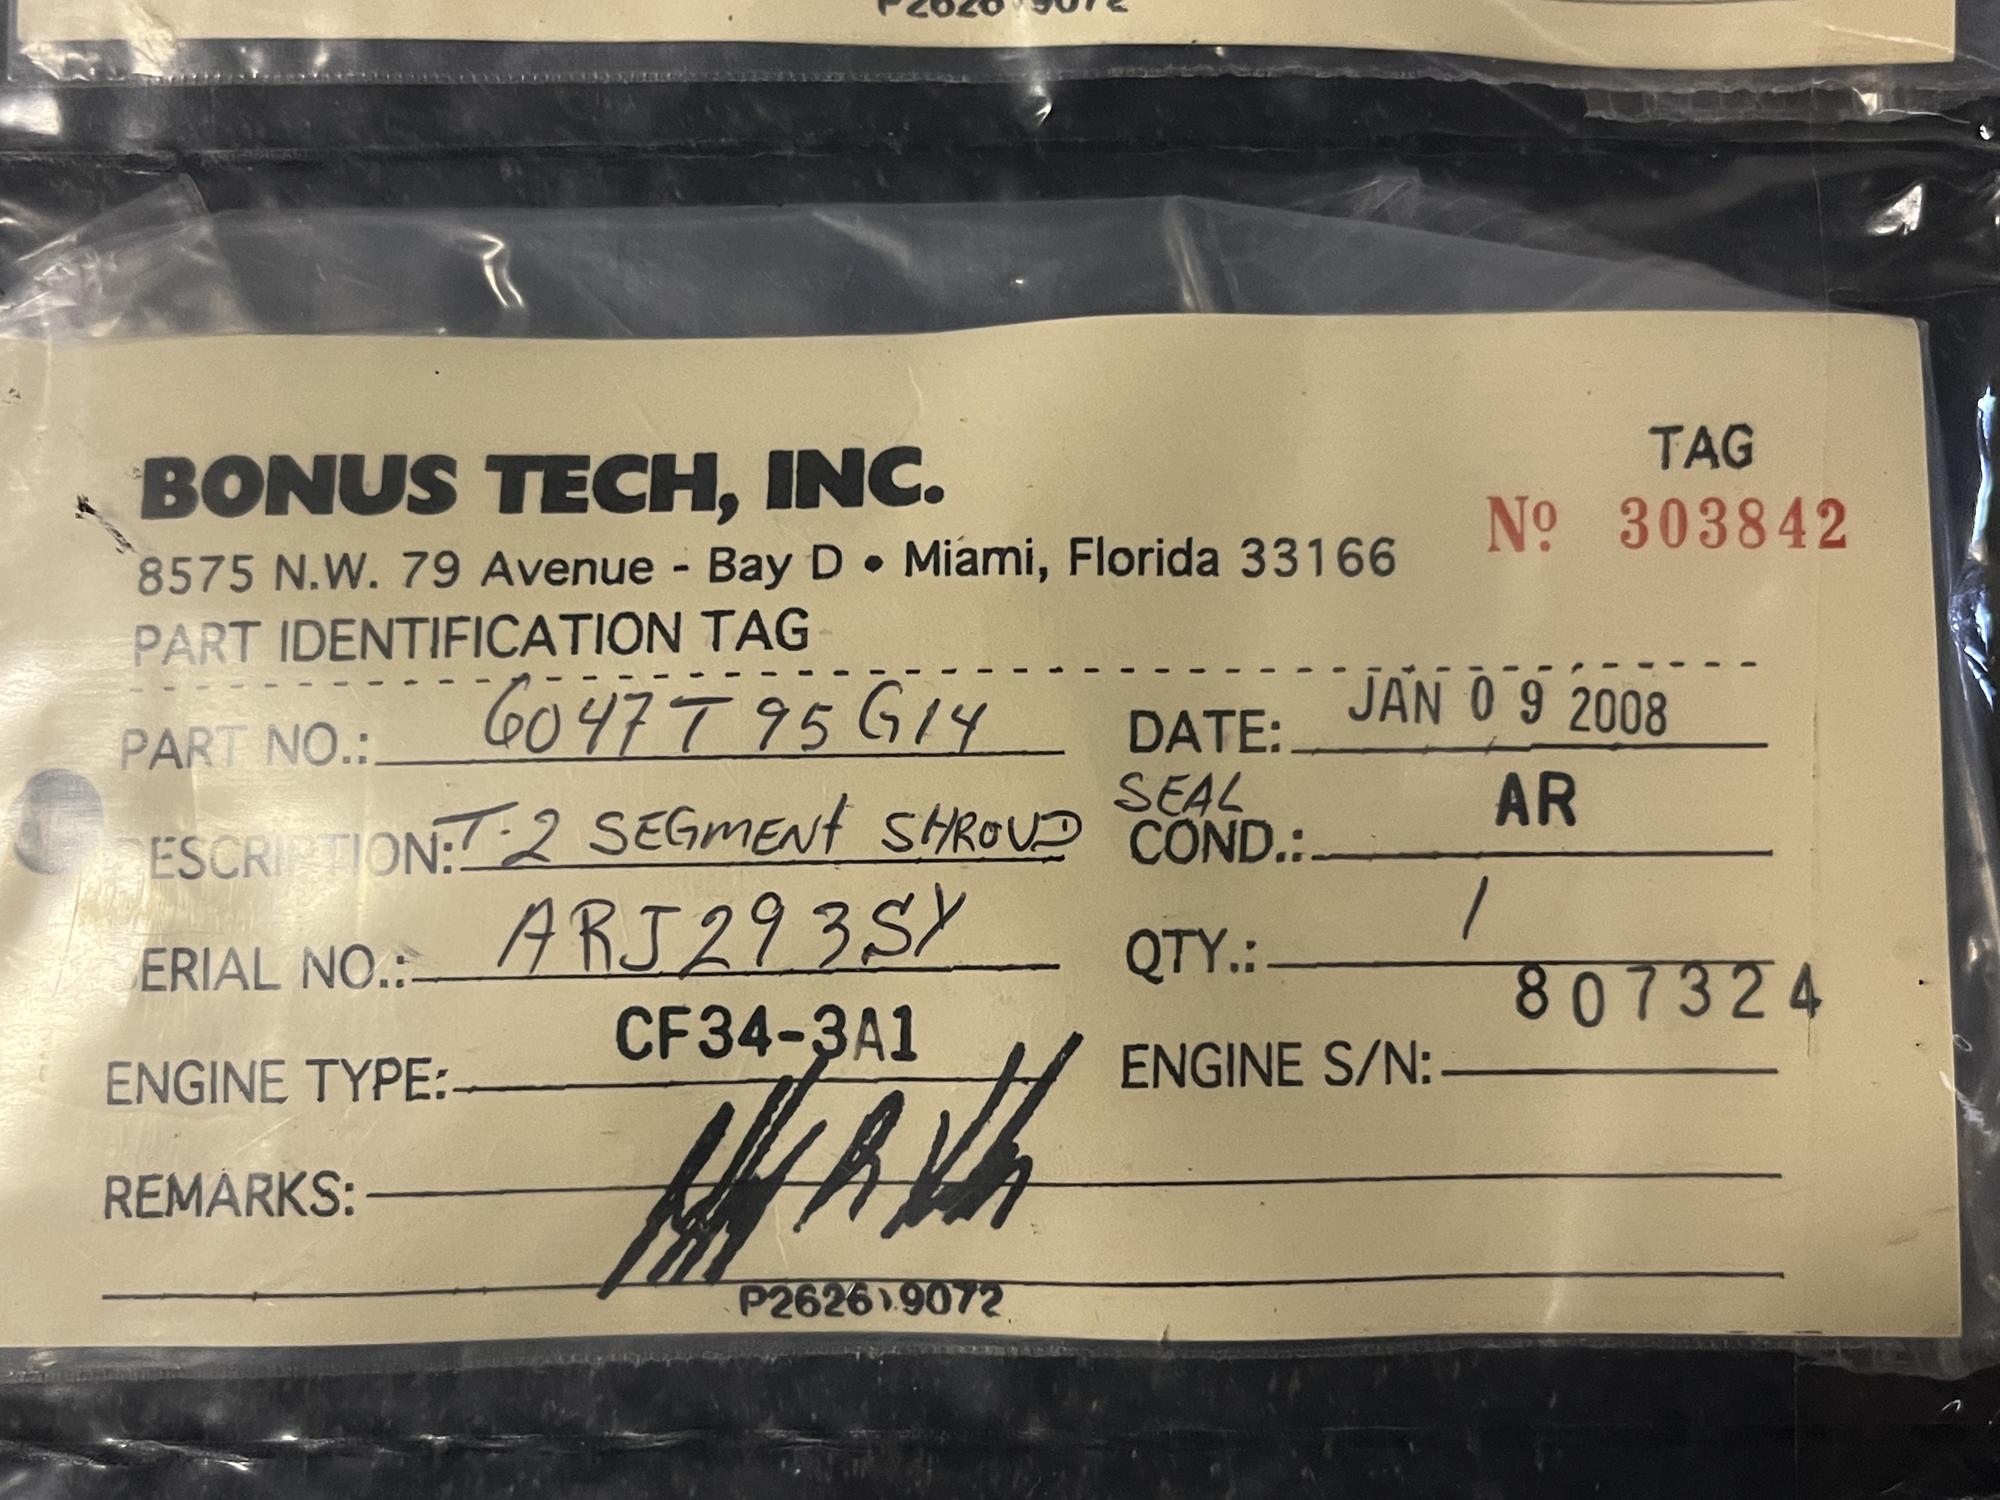 P2626 9072
BONUS TECH, INC.
TAG
Nº 303842
8575 N.W. 79 Avenue - Bay D • Miami, Florida 33166
PART IDENTIFICATION TAG
PART NO.: 6047T95G14
DATE: JAN 09 2008
DESCRIPTION: T-2 SEGMENT SHROUD
SEAL
COND.: AR
SERIAL NO.: ARJ293SY
QTY.: 1
ENGINE TYPE: CF34-3A1
807324
ENGINE S/N:
REMARKS:
P2626 9072